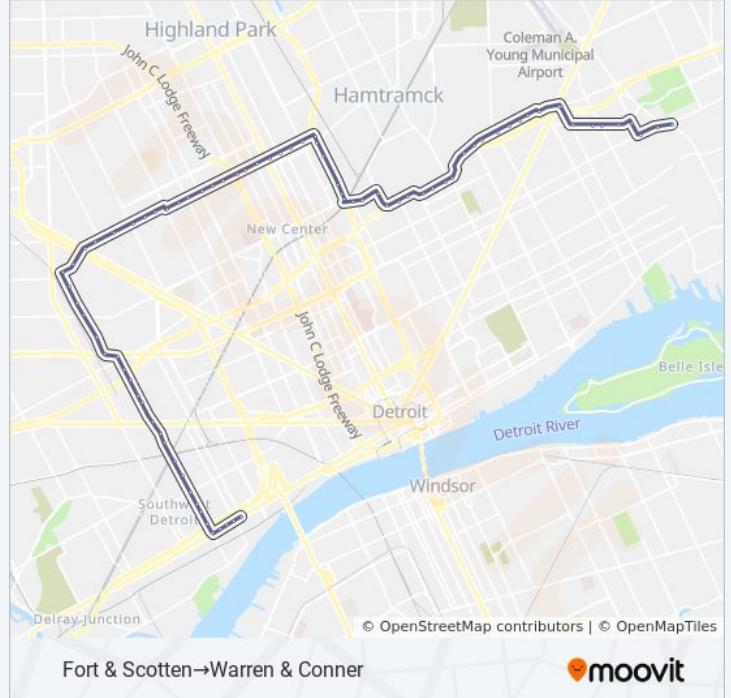 Highland Park
Coleman A.
Young Municipal
Airport
John C Lodge Freeway
Hamtramck
New Center
John C Lodge Freeway
Belle Isle
Detroit
Detroit River
Windsor
Southwest
Detroit
Delray Junction
© OpenStreetMap contributors | © OpenMapTiles
Fort & Scotten→Warren & Conner
moovit